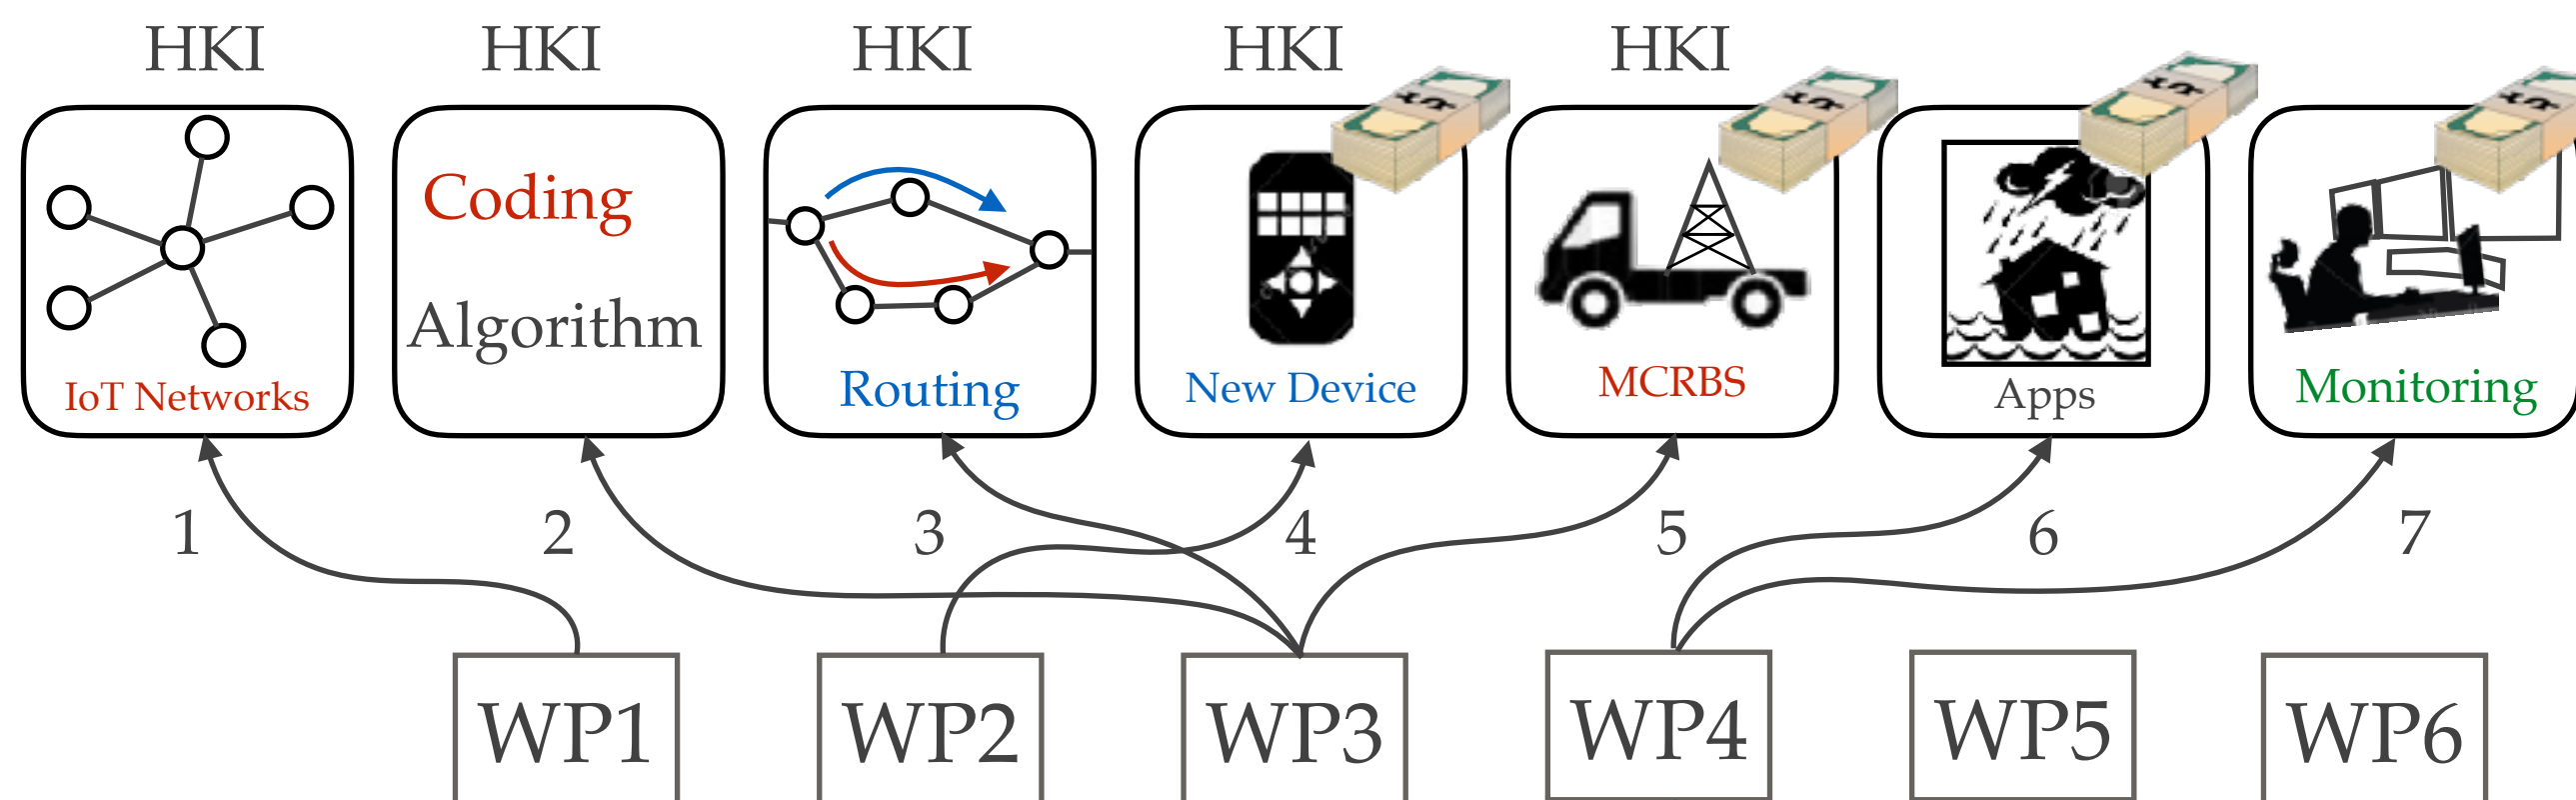 HKI HKI HKI HKI HKI
Coding
Algorithm
IoT Networks
Routing
New Device
MCRBS
Apps
Monitoring
1 2 3 4 5 6 7
WP1 WP2 WP3 WP4 WP5 WP6